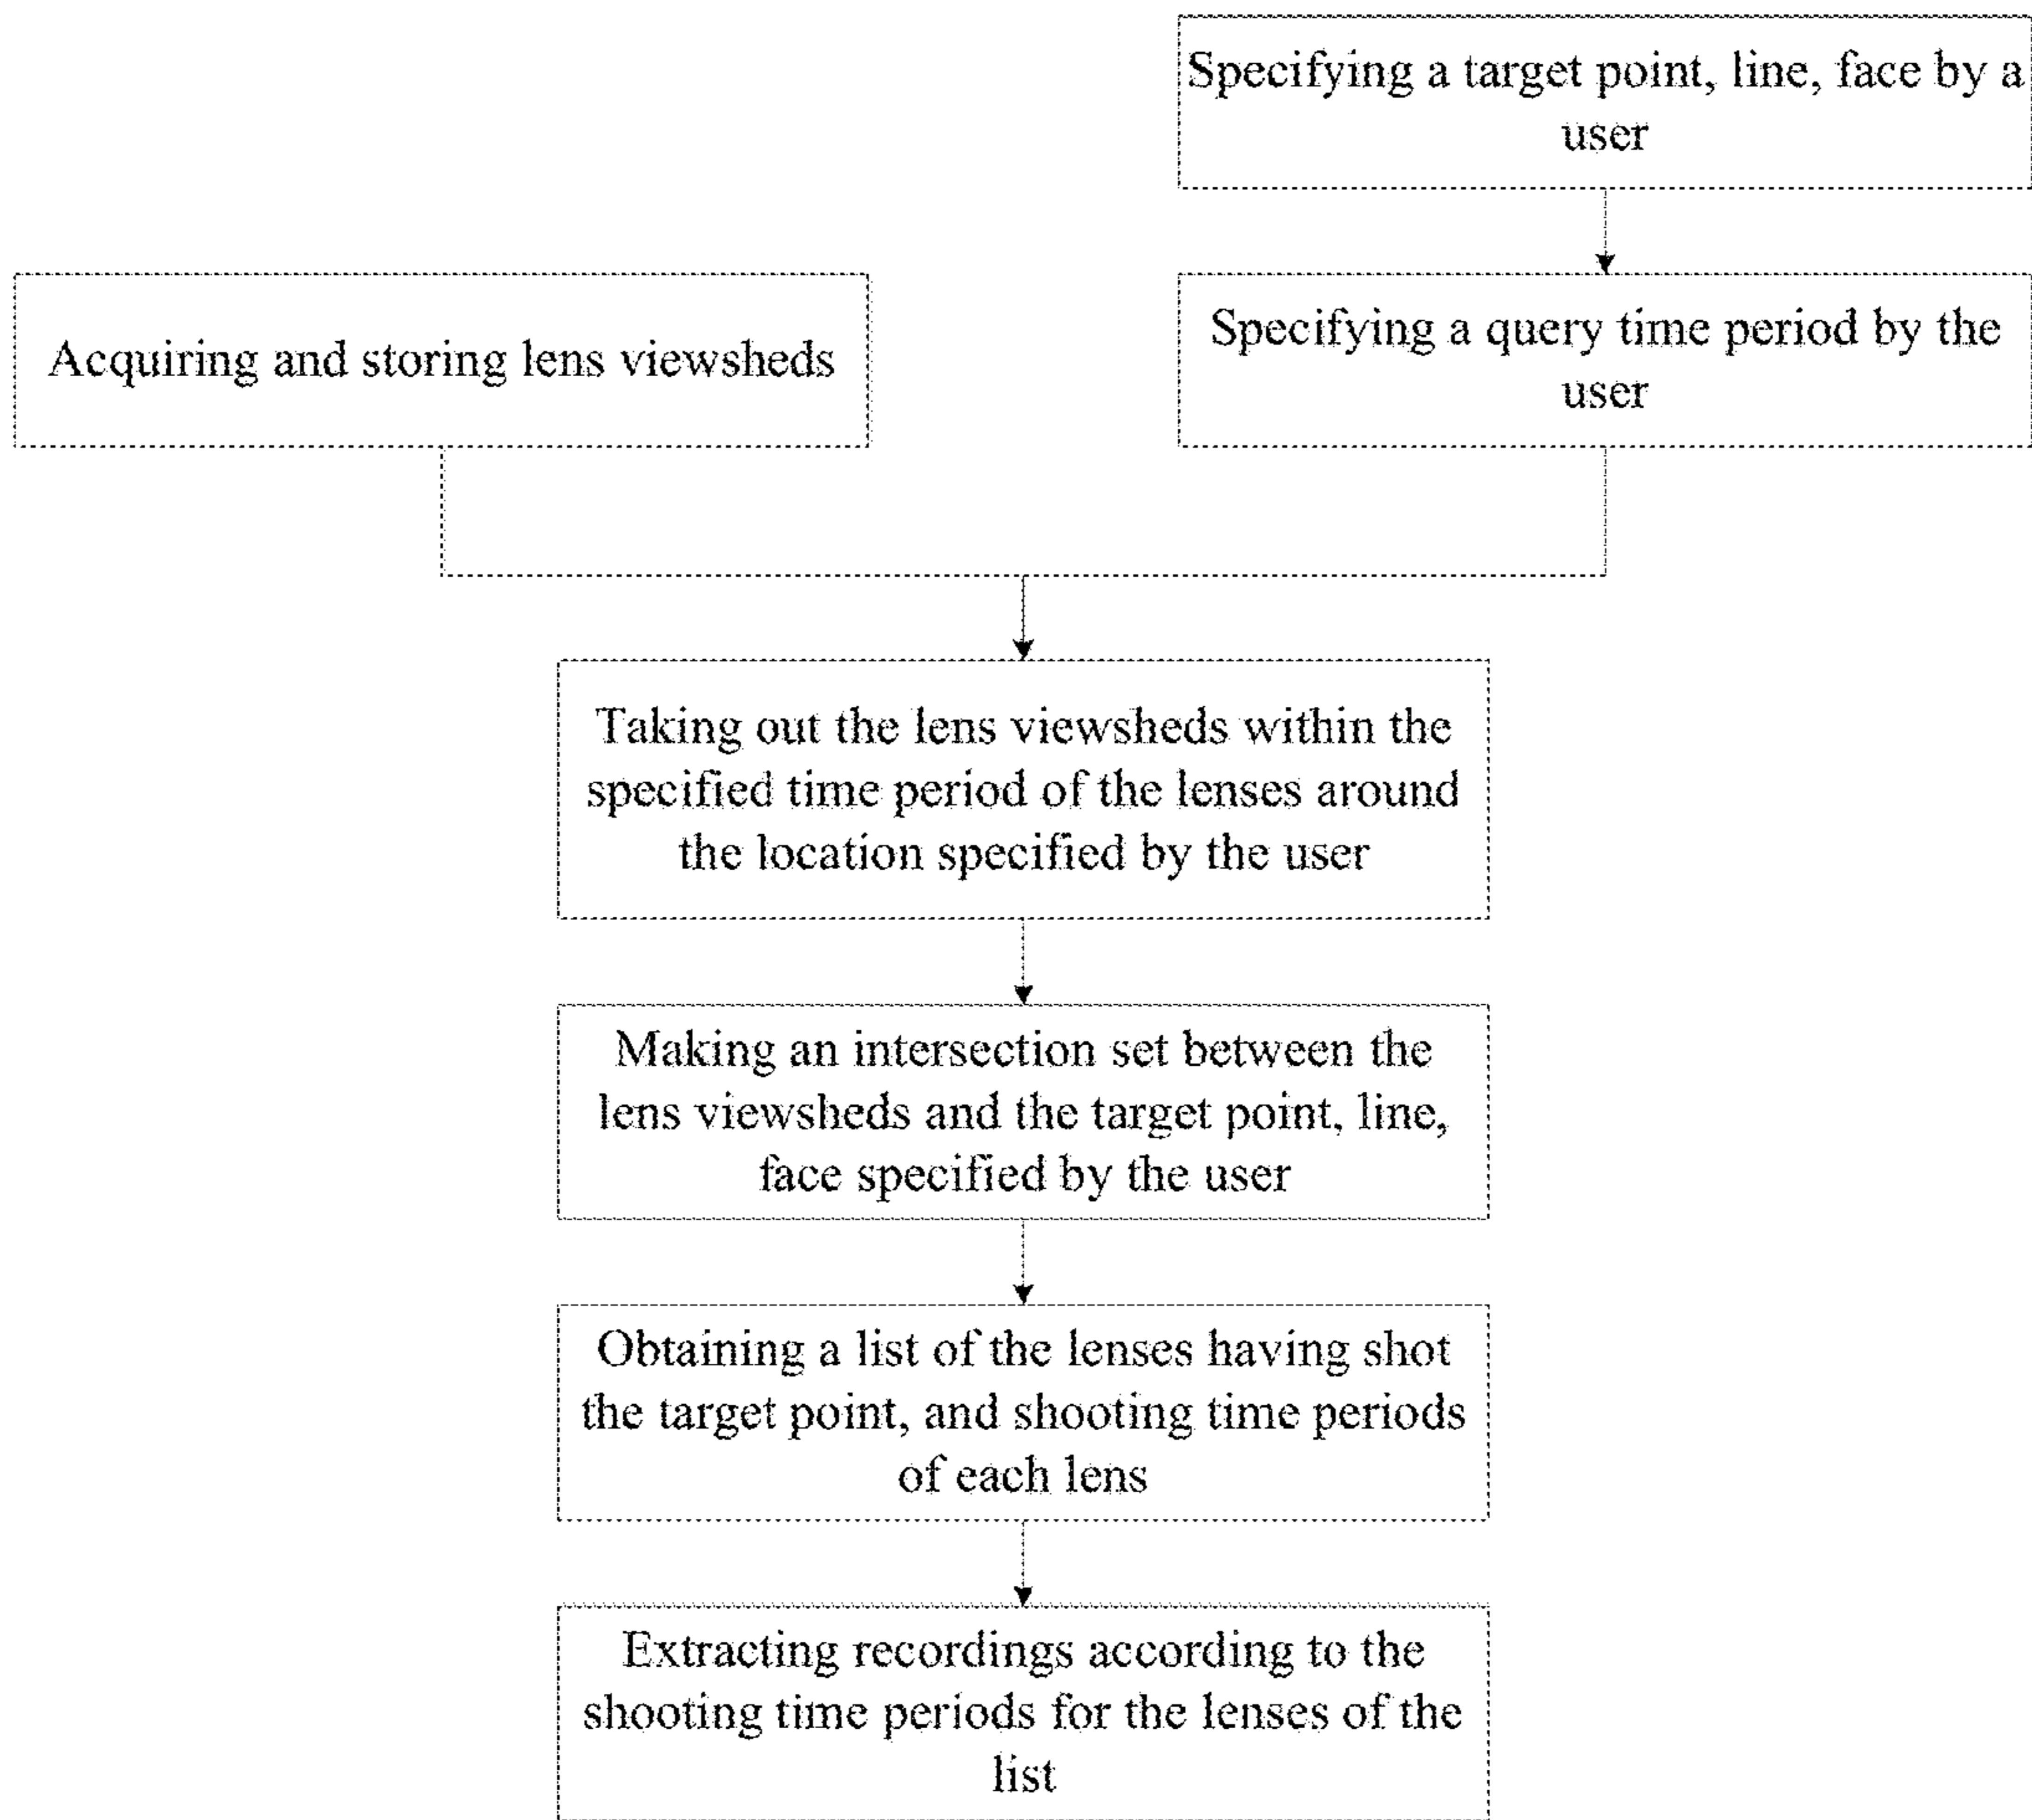 Specifying a target point, line, face by a
user
Acquiring and storing lens viewsheds
Specifying a query time period by the
user
Taking out the lens viewsheds within the
specified time period of the lenses around
the location specified by the user
Making an intersection set between the
lens viewsheds and the target point, line,
face specified by the user
Obtaining a list of the lenses having shot
the target point, and shooting time periods
of each lens
Extracting recordings according to the
shooting time periods for the lenses of the
list